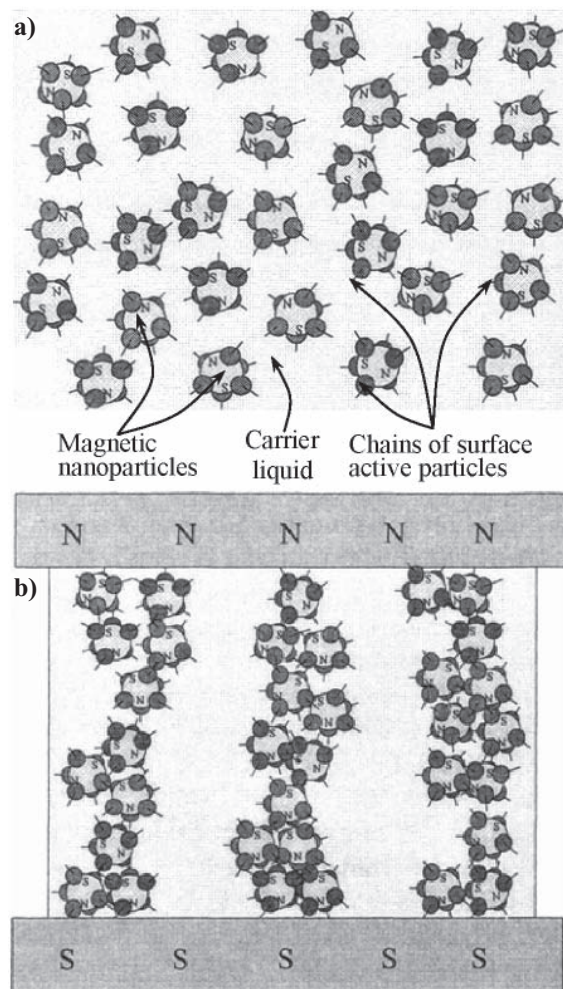 a)
Magnetic
nanoparticles
Carrier
liquid
Chains of surface
active particles
N N N N N
b)
S S S S S